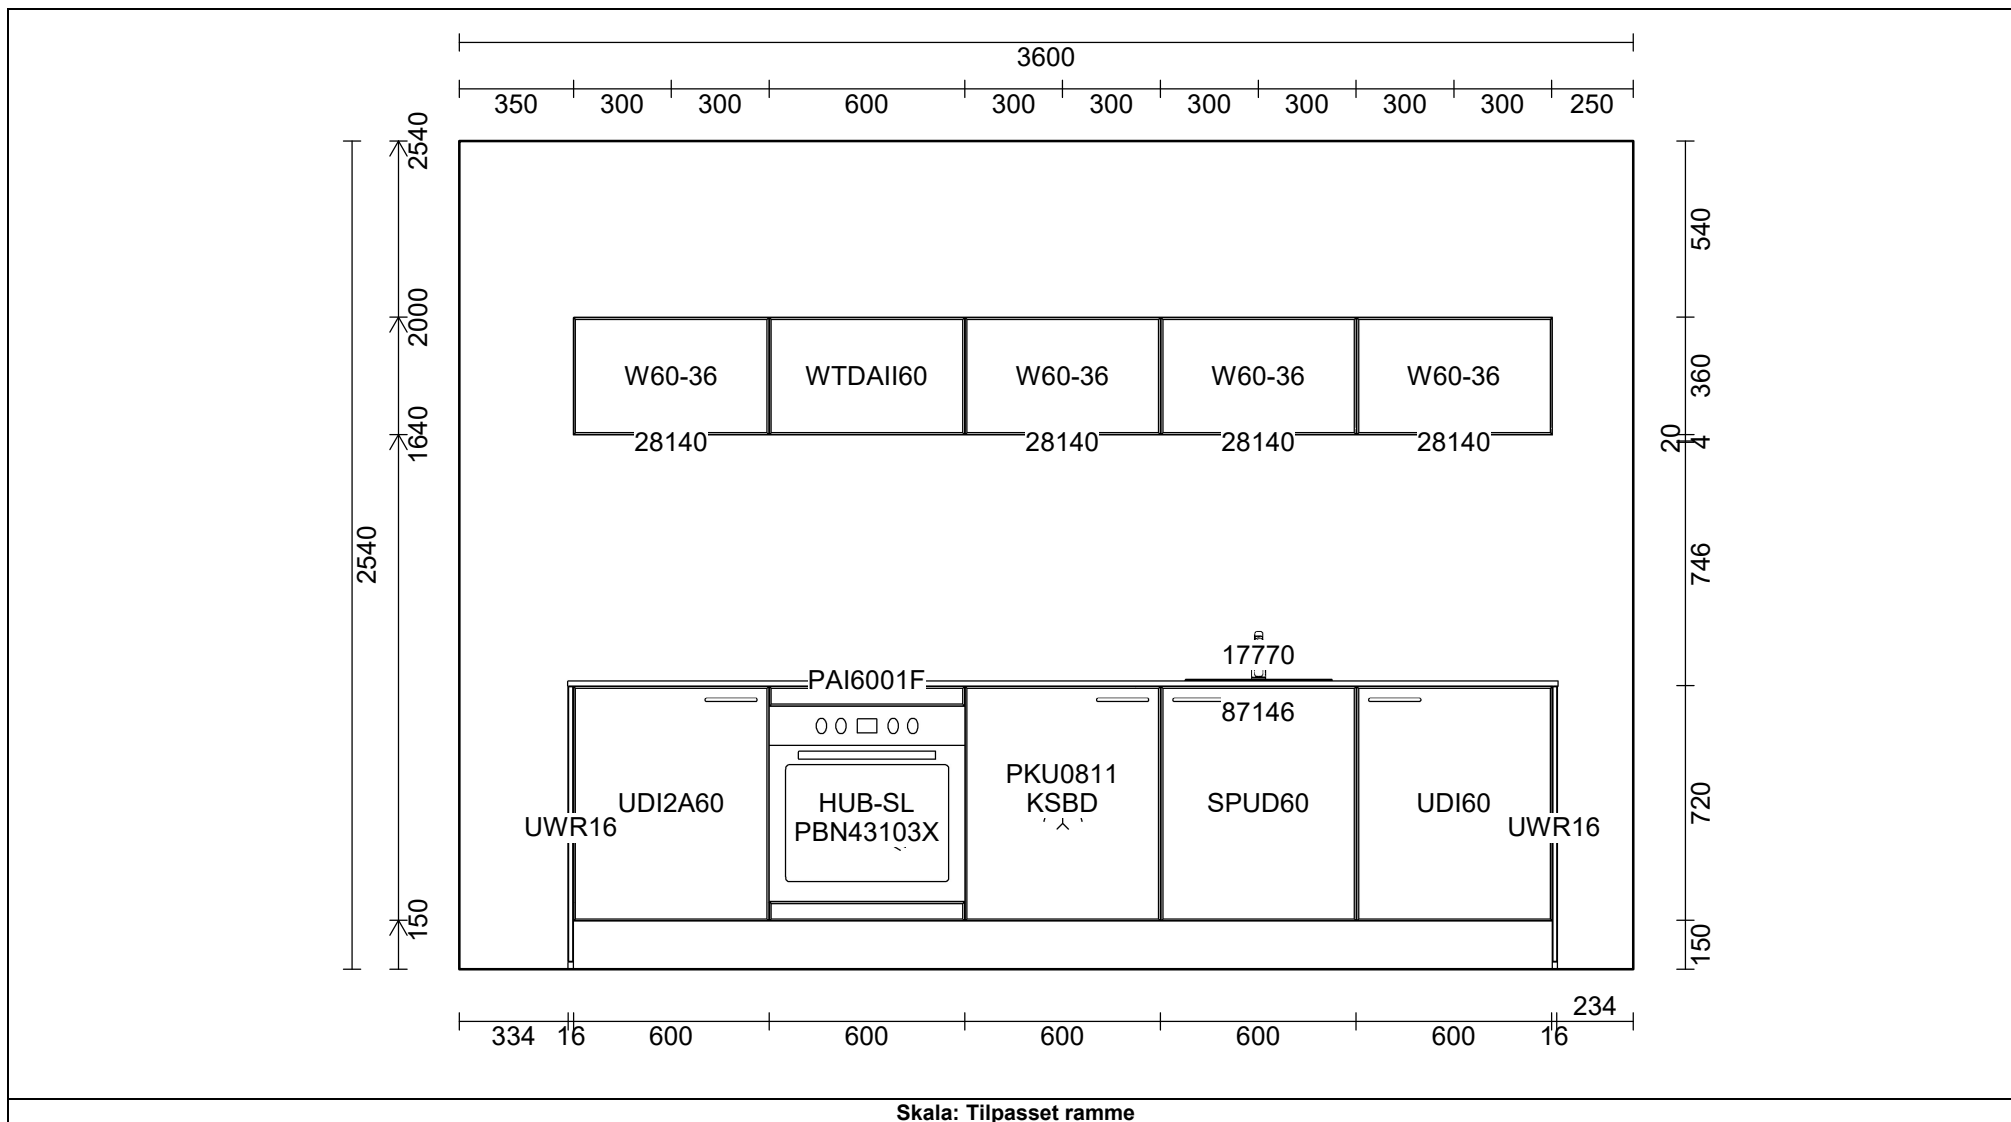 3600
350 300 300 600 300 300 300 300 300 300 250
2540
2000
1640
150
2540
540
360
20
4
746
720
150
W60-36 WTDAII60 W60-36 W60-36 W60-36
28140 28140 28140 28140
17770
PAI6001F
87146
PKU0811
UDI2A60 HUB-SL KSBD SPUD60 UDI60
UWR16 PBN43103X UWR16
234
334 16 600 600 600 600 600 16
Skala: Tilpasset ramme